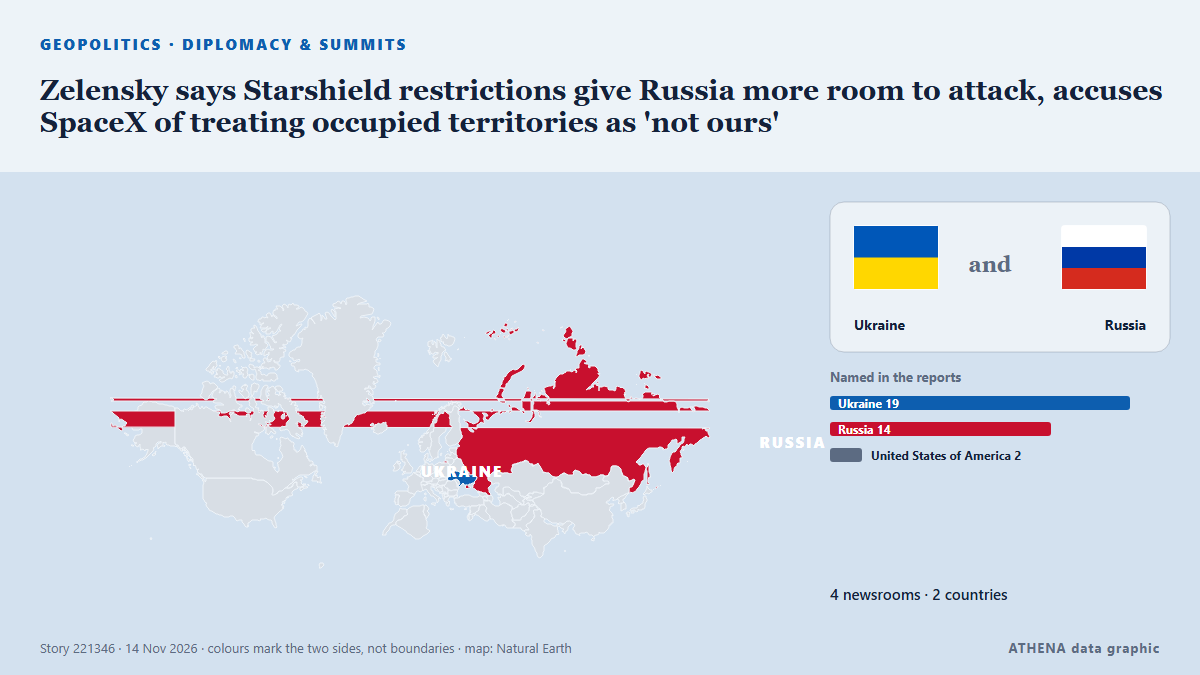 GEOPOLITICS · DIPLOMACY & SUMMITS
Zelensky says Starshield restrictions give Russia more room to attack, accuses
SpaceX of treating occupied territories as 'not ours'
and
Ukraine
Russia
Named in the reports
Ukraine 19
Russia 14
RUSSIA
United States of America 2
UKRAINE
4 newsrooms · 2 countries
Story 221346 · 14 Nov 2026 · colours mark the two sides, not boundaries · map: Natural Earth
ATHENA data graphic